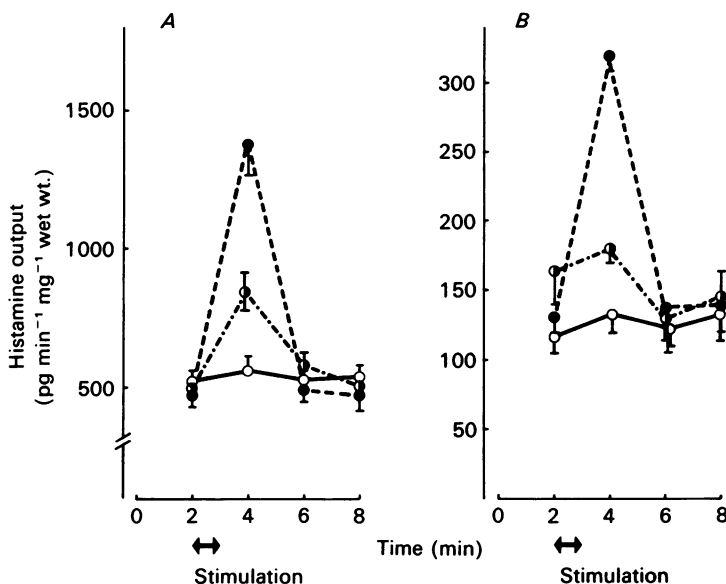 A
B
1500
1000
500
Histamine output
(pg min⁻¹ mg⁻¹ wet wt.)
0 2 4 6 8
Stimulation
300
250
200
150
100
50
0 2 4 6 8
Time (min)
Stimulation